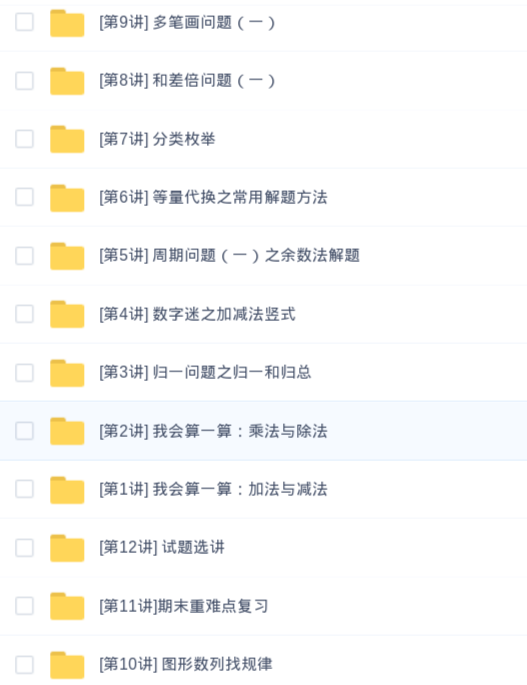 [第9讲] 多笔画问题（一）
[第8讲] 和差倍问题（一）
[第7讲] 分类枚举
[第6讲] 等量代换之常用解题方法
[第5讲] 周期问题（一）之余数法解题
[第4讲] 数字迷之加减法竖式
[第3讲] 归一问题之归一和归总
[第2讲] 我会算一算：乘法与除法
[第1讲] 我会算一算：加法与减法
[第12讲] 试题选讲
[第11讲]期末重难点复习
[第10讲] 图形数列找规律